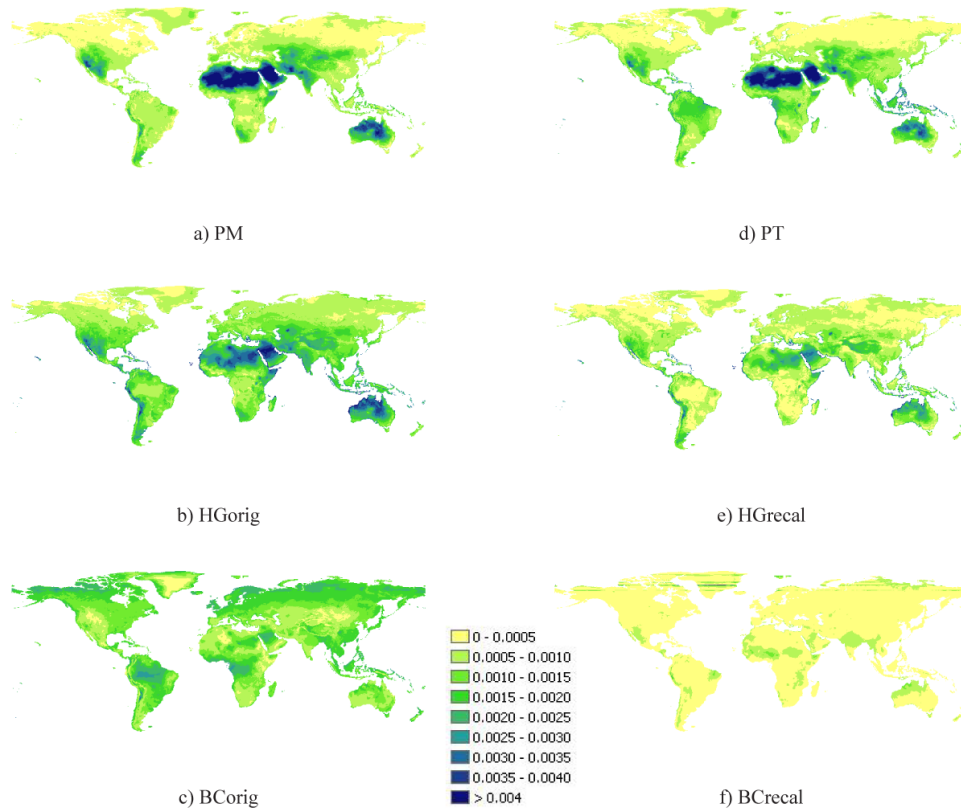 a) PM
d) PT
b) HGorig
e) HGrecal
0 - 0.0005
0.0005 - 0.0010
0.0010 - 0.0015
0.0015 - 0.0020
0.0020 - 0.0025
0.0025 - 0.0030
0.0030 - 0.0035
0.0035 - 0.0040
> 0.004
c) BCorig
f) BCrecal